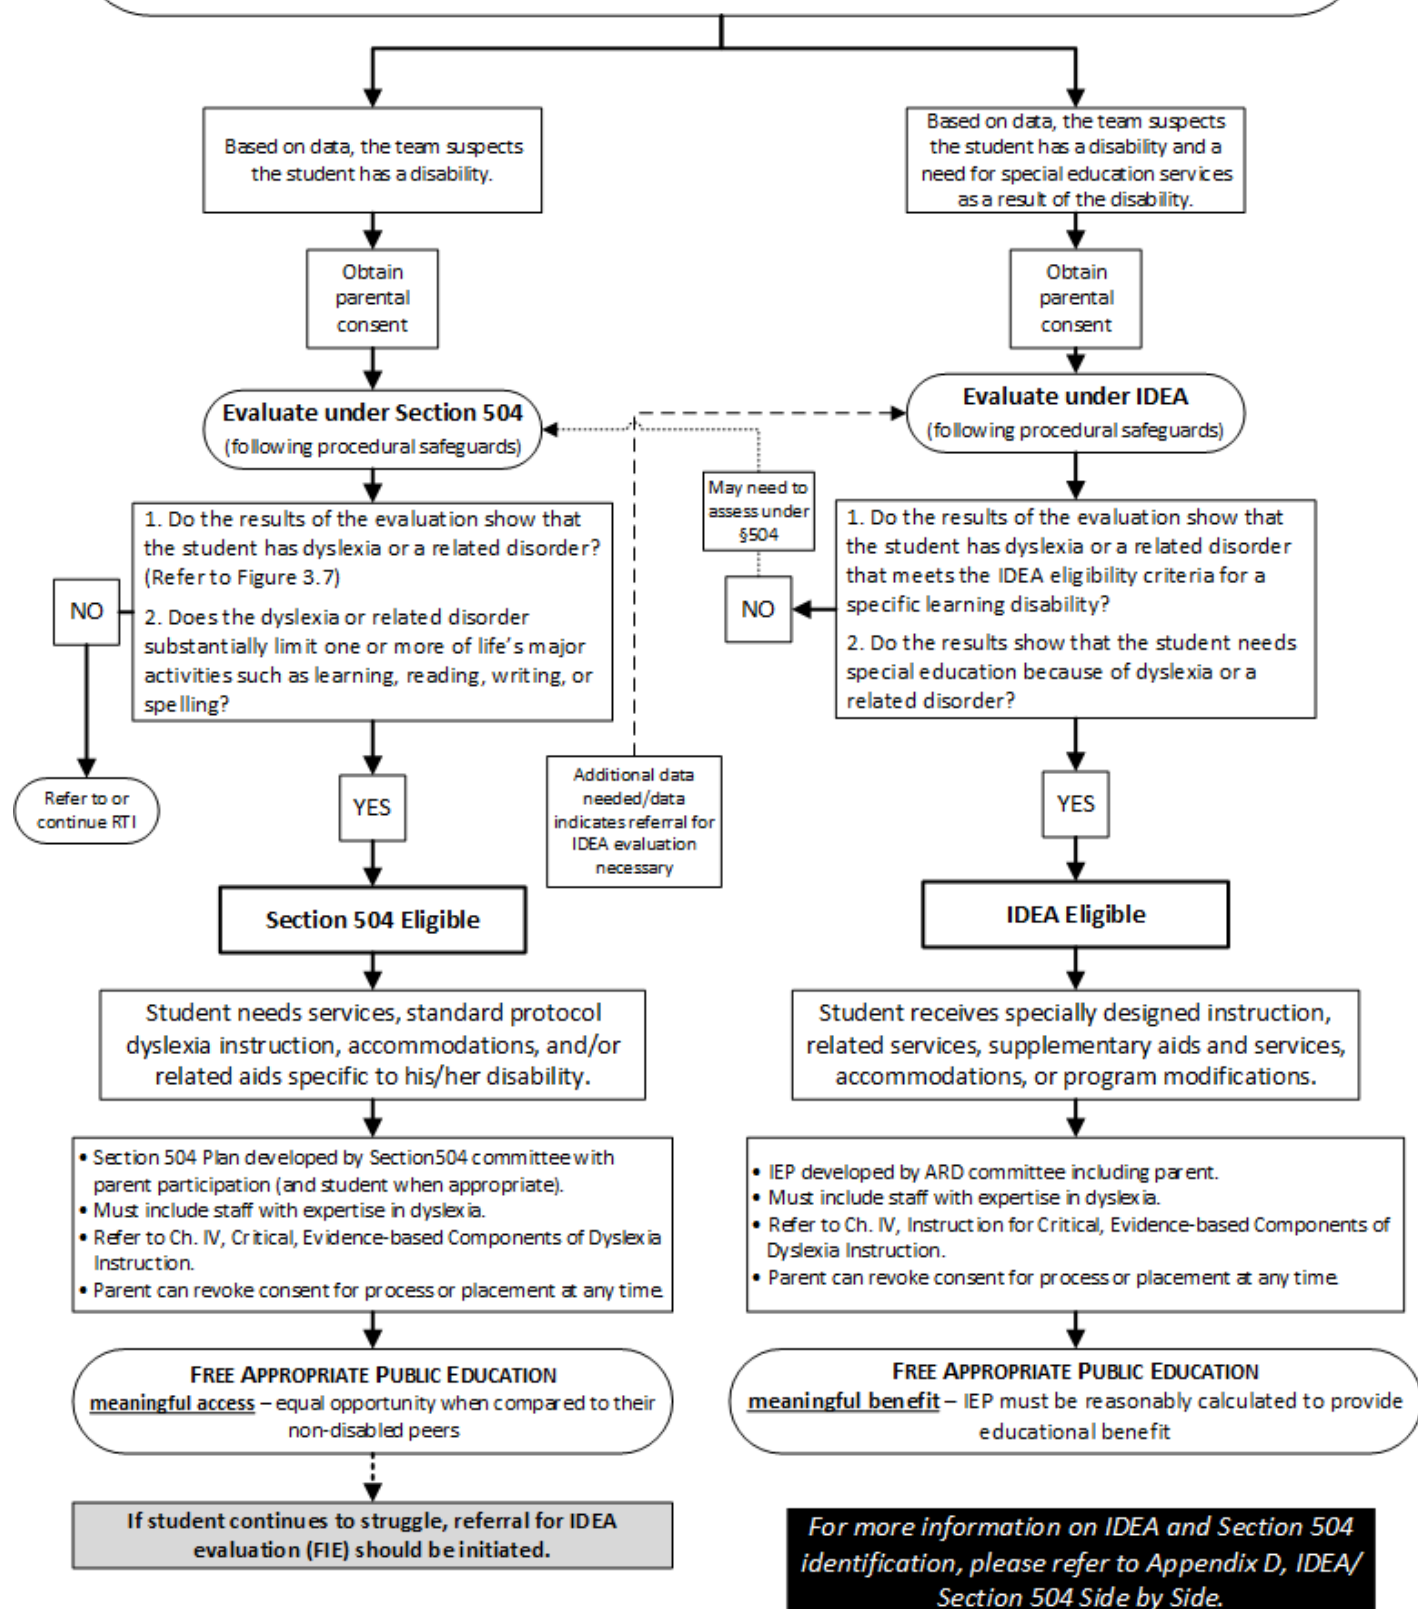 Based on data, the team suspects
the student has a disability.
Obtain
parental
consent
Evaluate under Section 504
(following procedural safeguards)
1. Do the results of the evaluation show that
the student has dyslexia or a related disorder?
(Refer to Figure 3.7)
2. Does the dyslexia or related disorder
substantially limit one or more of life's major
activities such as learning, reading, writing, or
spelling?
NO
Refer to or
continue RTI
YES
Additional data
needed/data
indicates referral for
IDEA evaluation
necessary
Section 504 Eligible
Student needs services, standard protocol
dyslexia instruction, accommodations, and/or
related aids specific to his/her disability.
• Section 504 Plan developed by Section504 committee with
parent participation (and student when appropriate).
• Must include staff with expertise in dyslexia.
• Refer to Ch. IV, Critical, Evidence-based Components of Dyslexia
Instruction.
• Parent can revoke consent for process or placement at any time.
FREE APPROPRIATE PUBLIC EDUCATION
meaningful access – equal opportunity when compared to their
non-disabled peers
If student continues to struggle, referral for IDEA
evaluation (FIE) should be initiated.
Based on data, the team suspects
the student has a disability and a
need for special education services
as a result of the disability.
Obtain
parental
consent
Evaluate under IDEA
(following procedural safeguards)
May need to
assess under
§504
NO
1. Do the results of the evaluation show that
the student has dyslexia or a related disorder
that meets the IDEA eligibility criteria for a
specific learning disability?
2. Do the results show that the student needs
special education because of dyslexia or a
related disorder?
YES
IDEA Eligible
Student receives specially designed instruction,
related services, supplementary aids and services,
accommodations, or program modifications.
• IEP developed by ARD committee including parent.
• Must include staff with expertise in dyslexia.
• Refer to Ch. IV, Instruction for Critical, Evidence-based Components of
Dyslexia Instruction.
• Parent can revoke consent for process or placement at any time.
FREE APPROPRIATE PUBLIC EDUCATION
meaningful benefit – IEP must be reasonably calculated to provide
educational benefit
For more information on IDEA and Section 504
identification, please refer to Appendix D, IDEA/
Section 504 Side by Side.